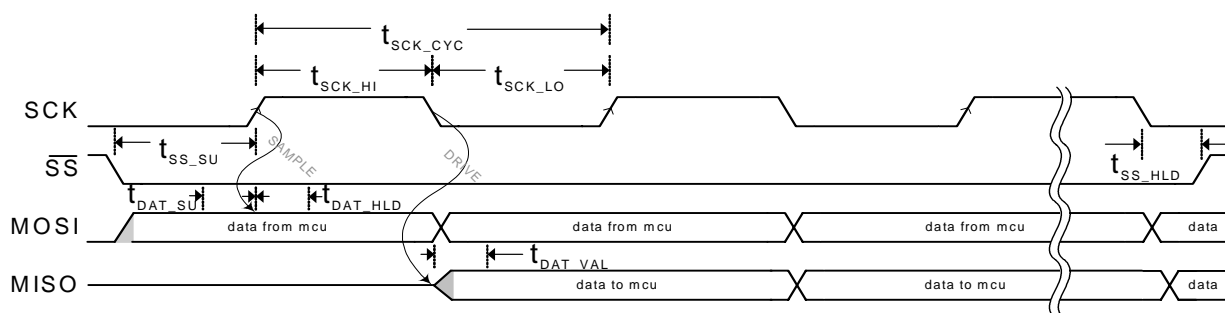 tSCK_CYC
tSCK_HI
tSCK_LO
SCK
tSS_SU
SAMPLE
DRIVE
tSS_HLD
SS
tDAT_SU
tDAT_HLD
MOSI
data from mcu
data from mcu
data from mcu
data
tDAT_VAL
MISO
data to mcu
data to mcu
data